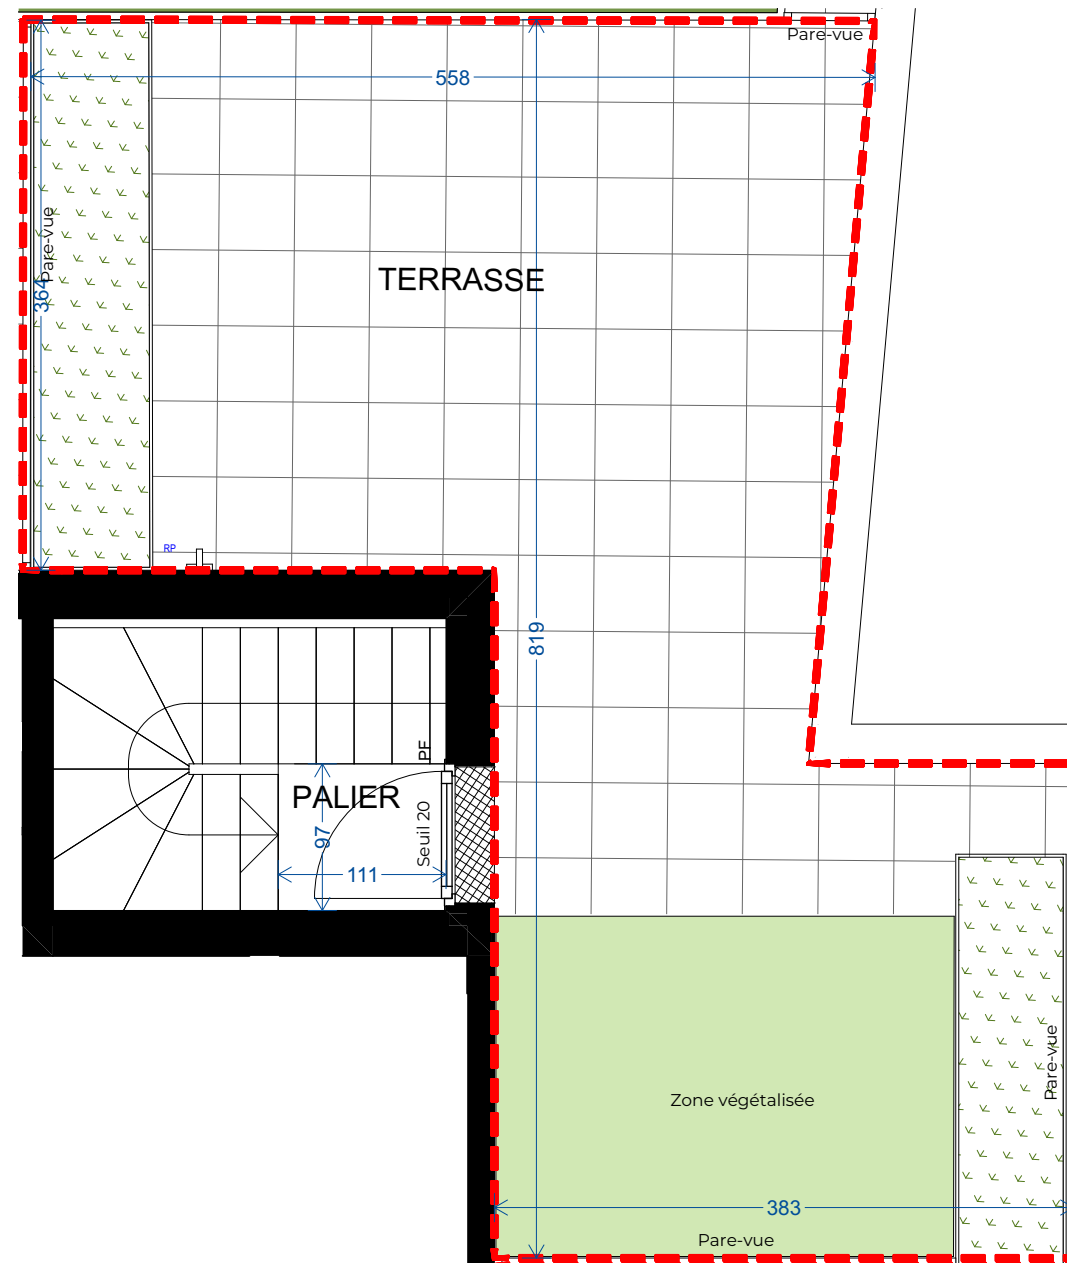 Pare-vue
558
Pare-vue
364
TERRASSE
RP
819
PF
PALIER
Seuil 20
97
111
Zone végétalisée
Pare-vue
383
Pare-vue